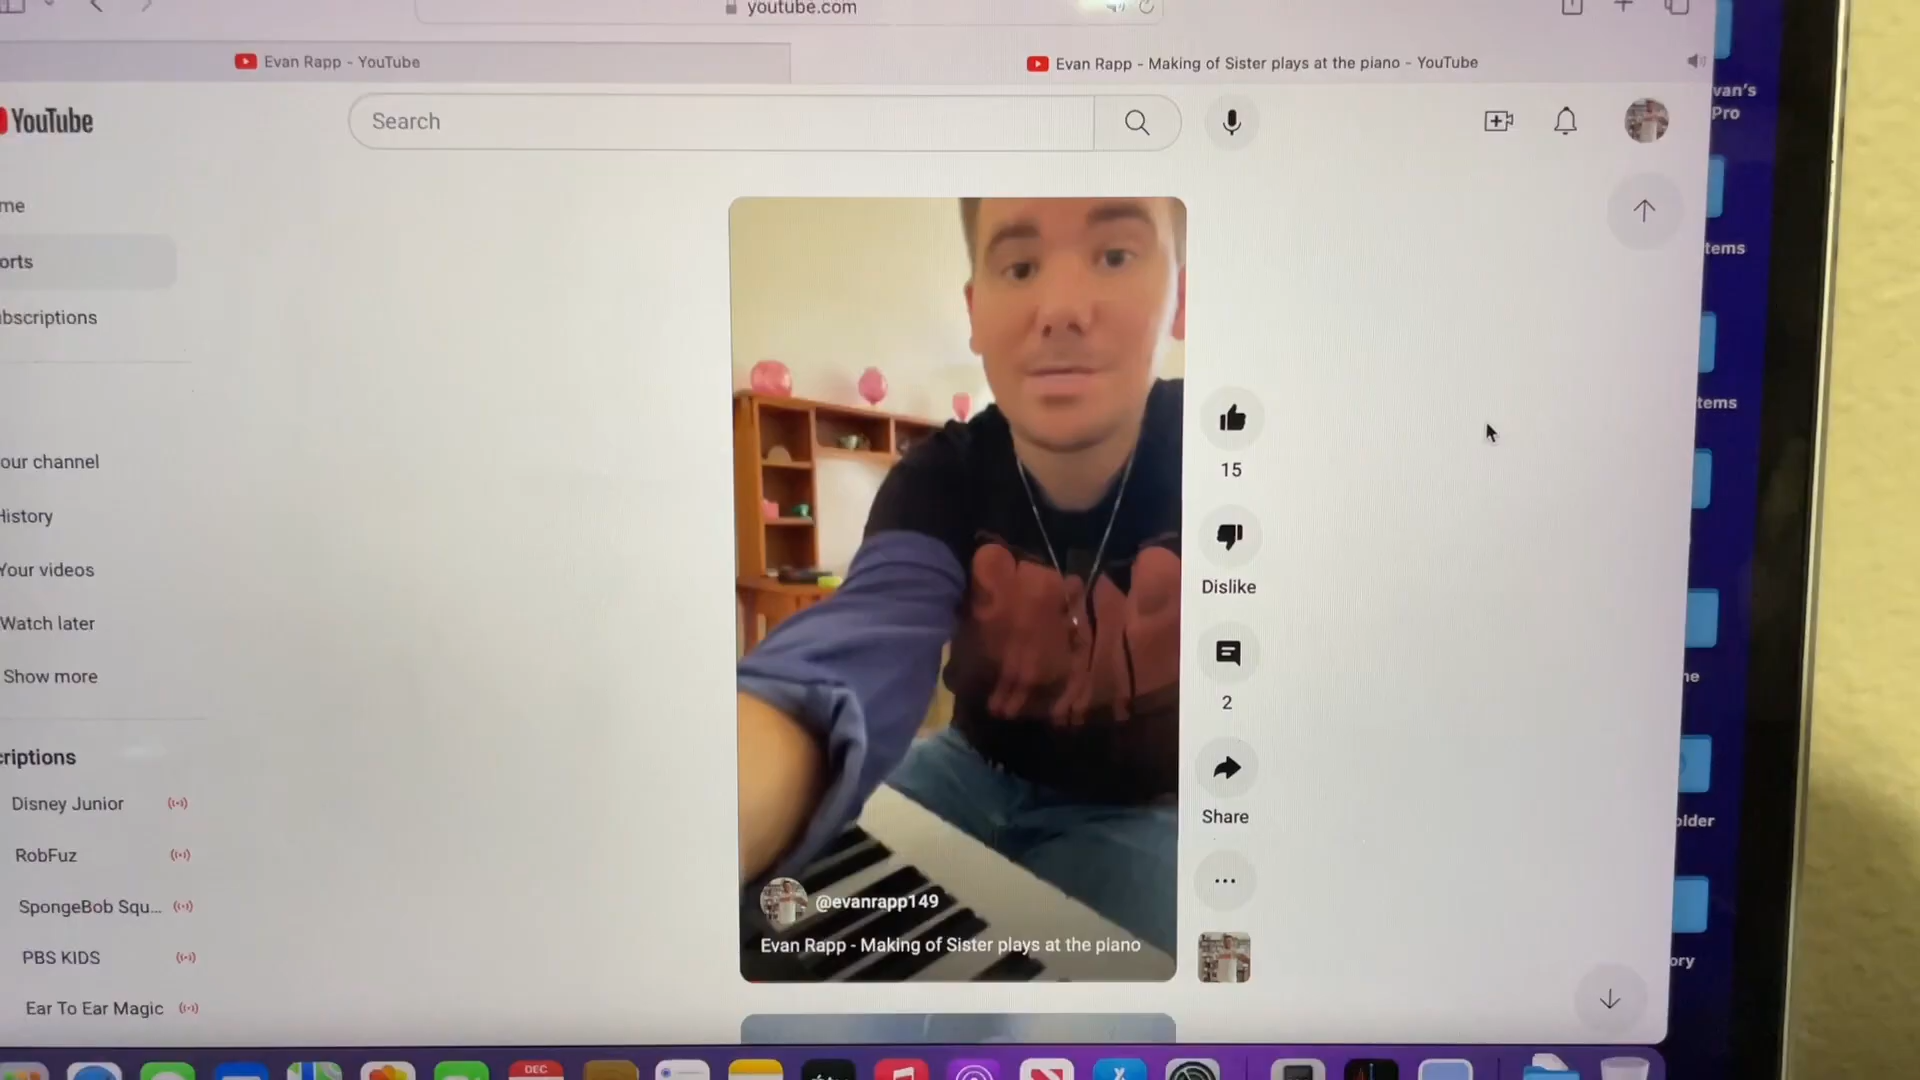 youtube.com
Evan Rapp - YouTube
Evan Rapp - Making of Sister plays at the piano - YouTube
YouTube
Search
van's
Pro
me
orts
bscriptions
our channel
History
Your videos
Watch later
Show more
criptions
Disney Junior
RobFuz
SpongeBob Squ...
PBS KIDS
Ear To Ear Magic
15
Dislike
2
Share
@evanrapp149
Evan Rapp - Making of Sister plays at the piano
tems
tems
ne
older
ory
DEC